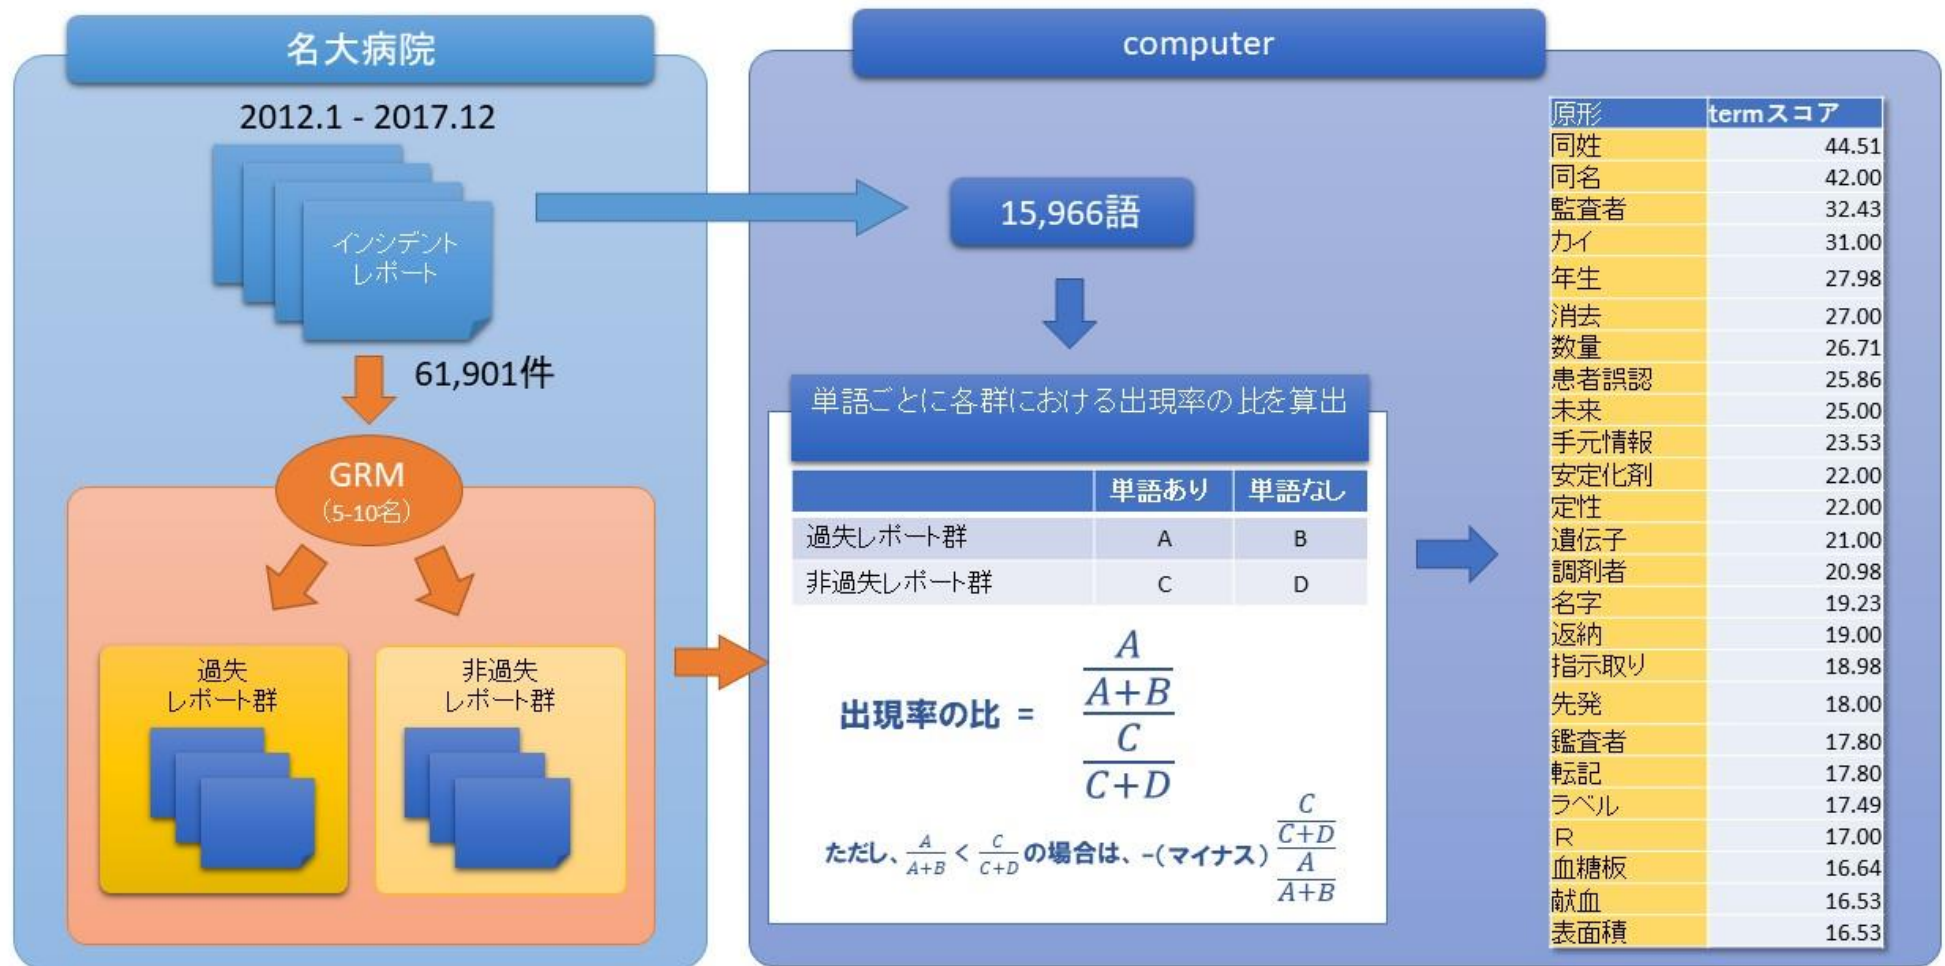 名大病院
2012.1 - 2017.12
インシデント
レポート
61,901件
GRM
(5-10名)
過失
レポート群
非過失
レポート群
computer
15,966語
単語ごとに各群における出現率の比を算出
単語あり 単語なし
過失レポート群 A B
非過失レポート群 C D
出現率の比 =
A
A+B
C
C+D
ただし、A/A+B < C/C+Dの場合は、-(マイナス)
C
C+D
A
A+B
原形 termスコア
同姓 44.51
同名 42.00
監査者 32.43
カイ 31.00
年生 27.98
消去 27.00
数量 26.71
患者誤認 25.86
未来 25.00
手元情報 23.53
安定化剤 22.00
定性 22.00
遺伝子 21.00
調剤者 20.98
名字 19.23
返納 19.00
指示取り 18.98
先発 18.00
鑑査者 17.80
転記 17.80
ラベル 17.49
R 17.00
血糖板 16.64
献血 16.53
表面積 16.53